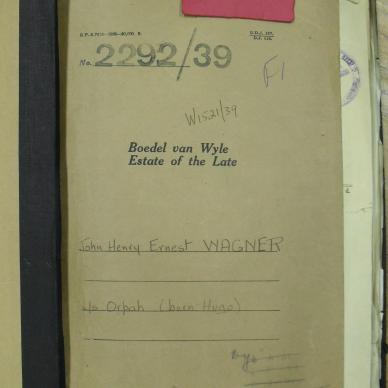 No. 2292/39
F1
W1521/39
Boedel van Wyle
Estate of the Late
John Henry Ernest WAGNER
Orpah (born Hugo)